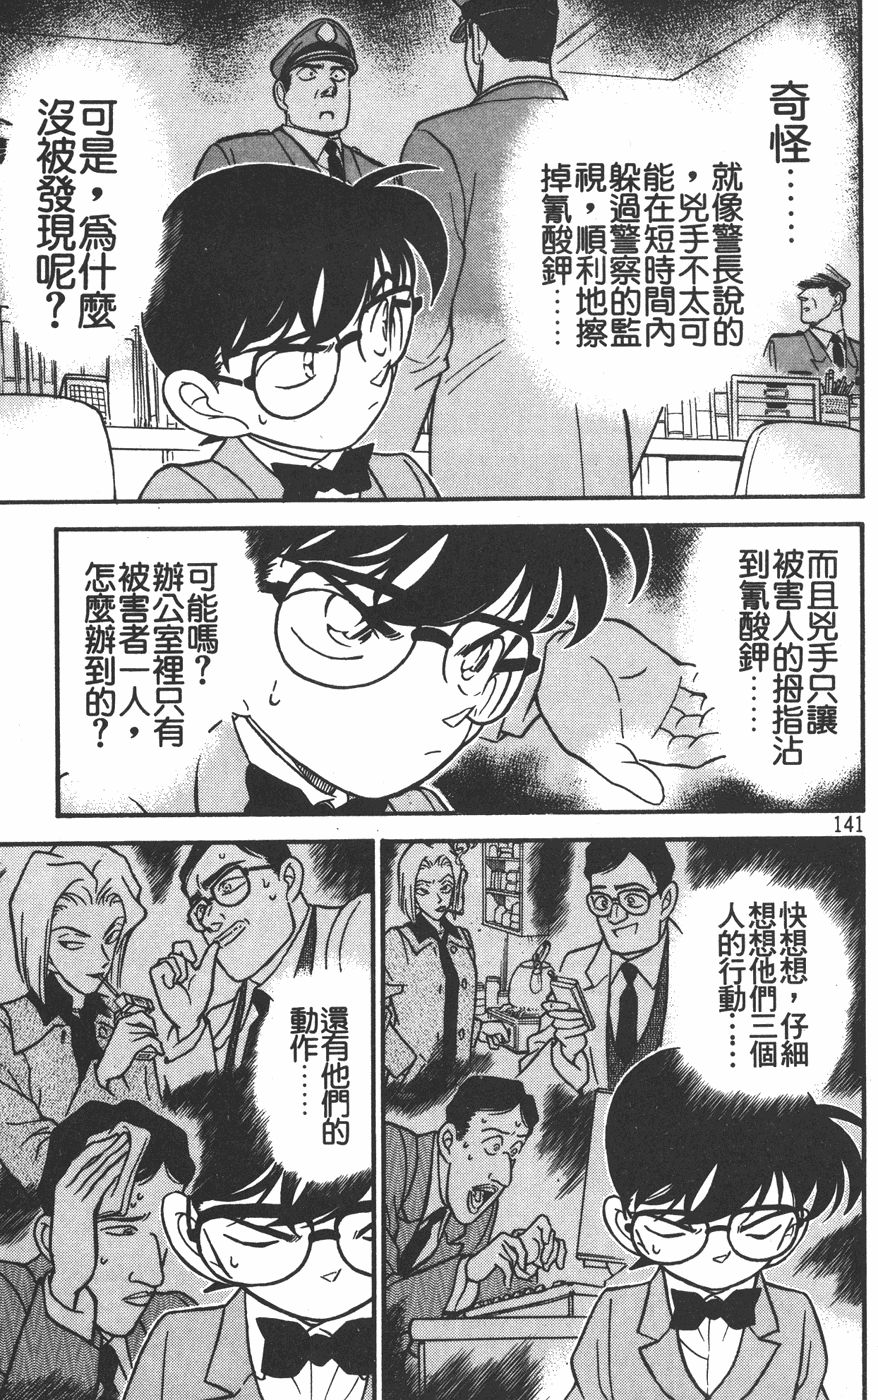 奇怪……
就像警長說的
，兇手不太可
能在短時間內
躲過警察的監
視，順利地擦
掉氰酸鉀……
可是，為什麼
沒被發現呢？
而且兇手只讓
被害人的拇指沾
到氰酸鉀……
可能嗎？
辦公室裡只有
被害者一人，
怎麼辦到的？
141
快想想，仔細
想想他們三個
人的行動……
還有他們的
動作……